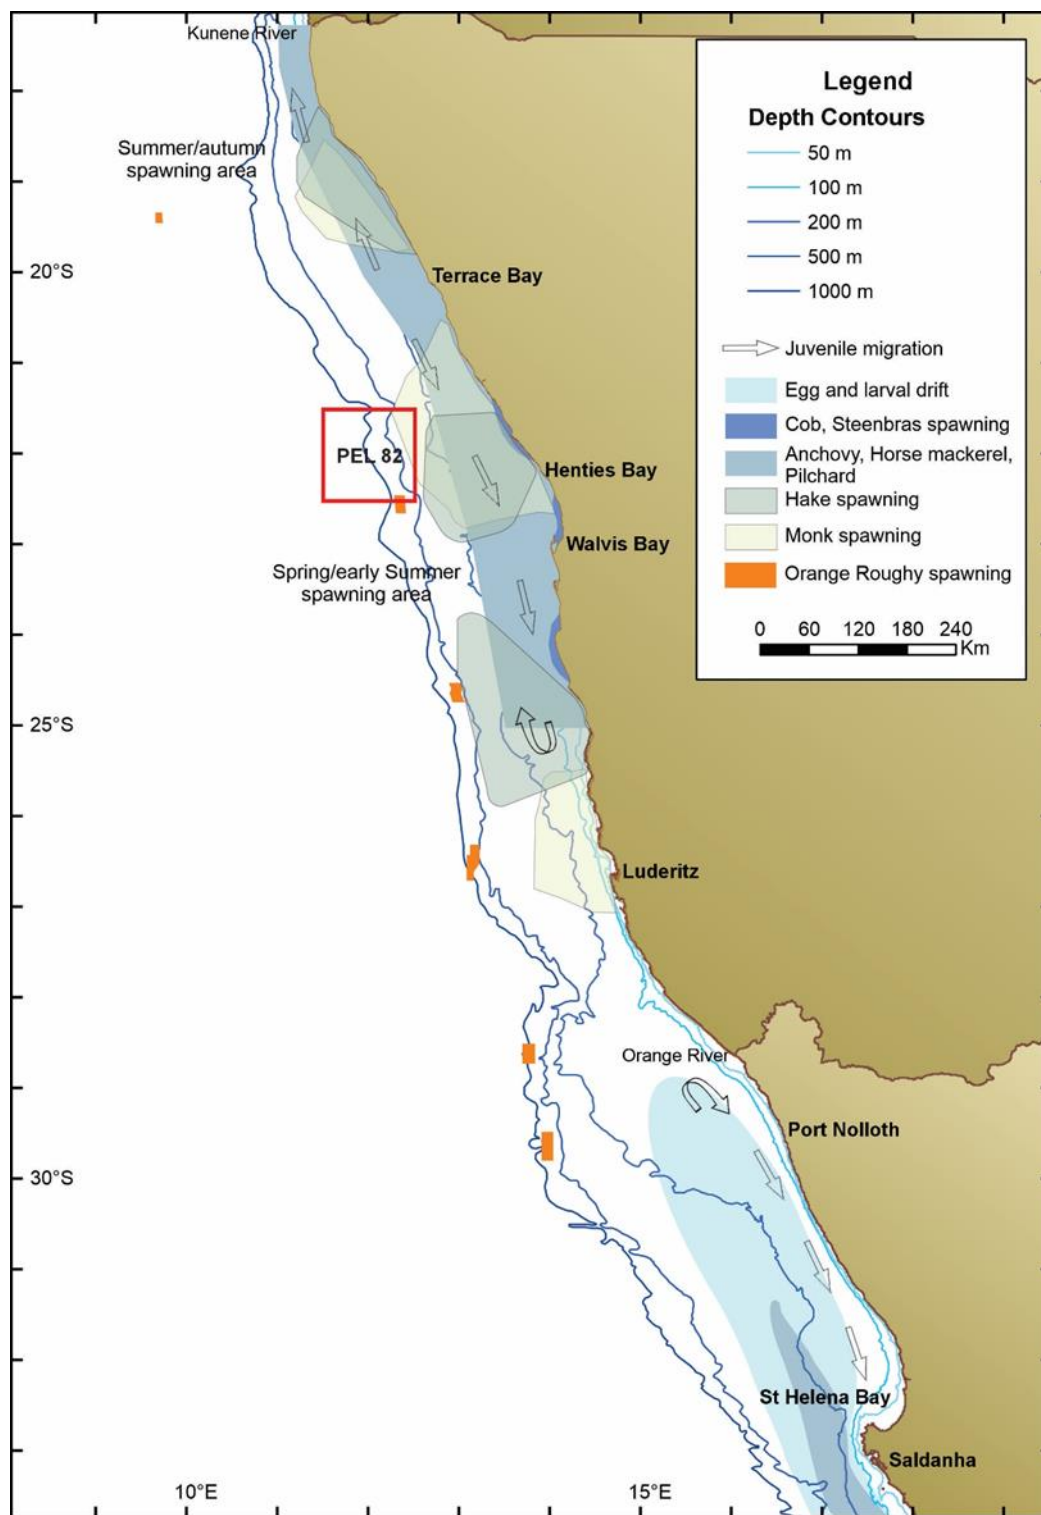 Kunene River
Summer/autumn
spawning area
20°S
Terrace Bay
PEL 82
Henties Bay
Walvis Bay
Spring/early Summer
spawning area
25°S
Luderitz
Orange River
Port Nolloth
30°S
St Helena Bay
Saldanha
10°E
15°E
Legend
Depth Contours
50 m
100 m
200 m
500 m
1000 m
Juvenile migration
Egg and larval drift
Cob, Steenbras spawning
Anchovy, Horse mackerel,
Pilchard
Hake spawning
Monk spawning
Orange Roughy spawning
0 60 120 180 240
Km